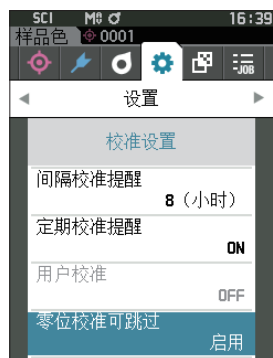 SCI M⁰ 16:39
样品色 0001
JOB
设置
校准设置
间隔校准提醒
8 (小时)
定期校准提醒
ON
用户校准
OFF
零位校准可跳过
启用